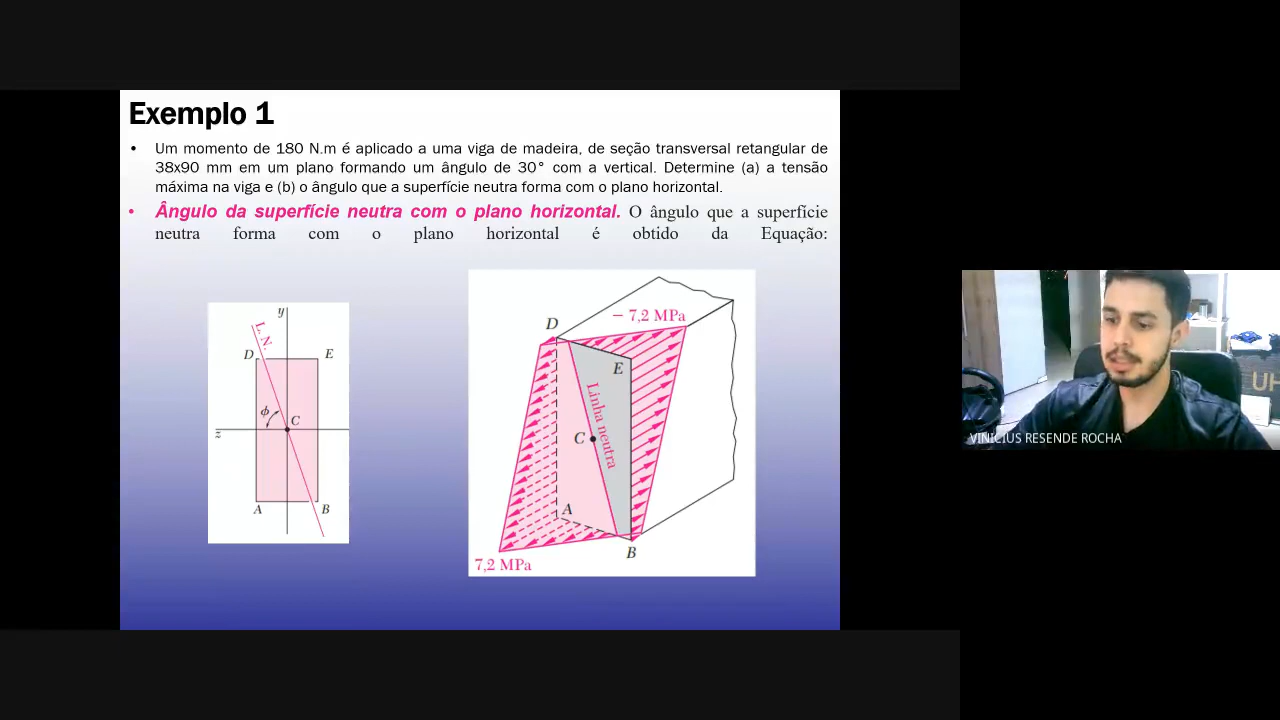 Exemplo 1
• Um momento de 180 N.m é aplicado a uma viga de madeira, de seção transversal retangular de
38x90 mm em um plano formando um ângulo de 30° com a vertical. Determine (a) a tensão
máxima na viga e (b) o ângulo que a superfície neutra forma com o plano horizontal.
• Ângulo da superfície neutra com o plano horizontal. O ângulo que a superfície
neutra forma com o plano horizontal é obtido da Equação:
y
L. N.
D
E
ϕ
C
z
A
B
D
− 7,2 MPa
E
Linha neutra
C
A
B
7,2 MPa
UH
VINÍCIUS RESENDE ROCHA